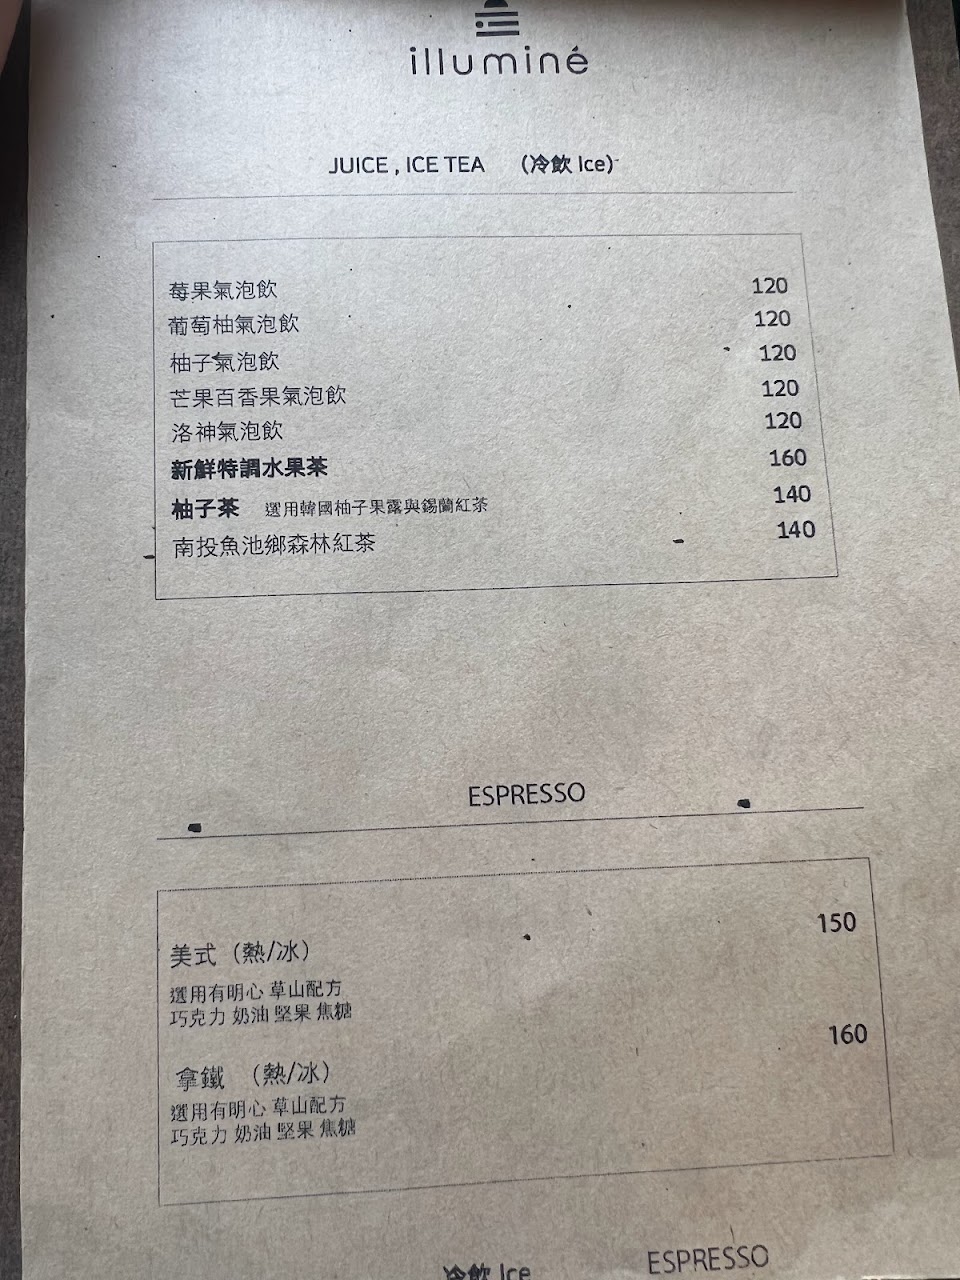 illuminé
JUICE , ICE TEA （冷飲 Ice）
莓果氣泡飲 120
葡萄柚氣泡飲 120
柚子氣泡飲 120
芒果百香果氣泡飲 120
洛神氣泡飲 120
新鮮特調水果茶 160
柚子茶 選用韓國柚子果露與錫蘭紅茶 140
南投魚池鄉森林紅茶 140
ESPRESSO
美式（熱/冰） 150
選用有明心 草山配方
巧克力 奶油 堅果 焦糖
拿鐵 （熱/冰） 160
選用有明心 草山配方
巧克力 奶油 堅果 焦糖
冷飲 Ice ESPRESSO